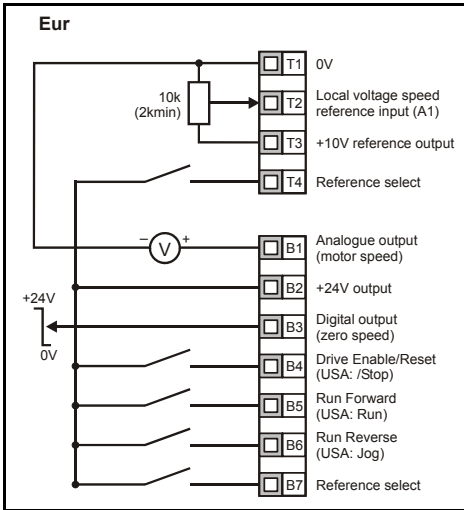 Eur
T1 0V
10k
(2kmin)
T2 Local voltage speed
reference input (A1)
T3 +10V reference output
T4 Reference select
– V +
B1 Analogue output
(motor speed)
B2 +24V output
+24V
0V
B3 Digital output
(zero speed)
B4 Drive Enable/Reset
(USA: /Stop)
B5 Run Forward
(USA: Run)
B6 Run Reverse
(USA: Jog)
B7 Reference select